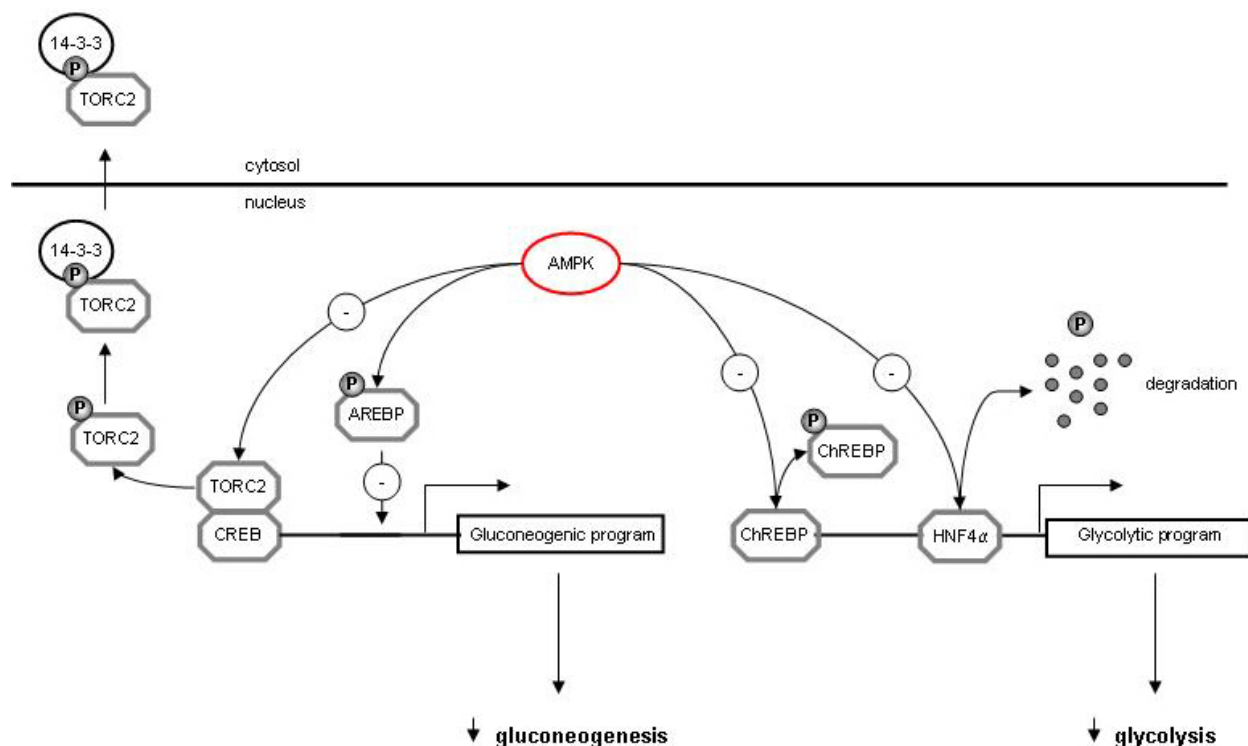 14-3-3
P
TORC2
cytosol
nucleus
14-3-3
P
TORC2
AMPK
-
P
degradation
P
AREBP
-
-
P
TORC2
P
ChREBP
TORC2
-
CREB
Gluconeogenic program
ChREBP
HNF4α
Glycolytic program
gluconeogenesis
glycolysis